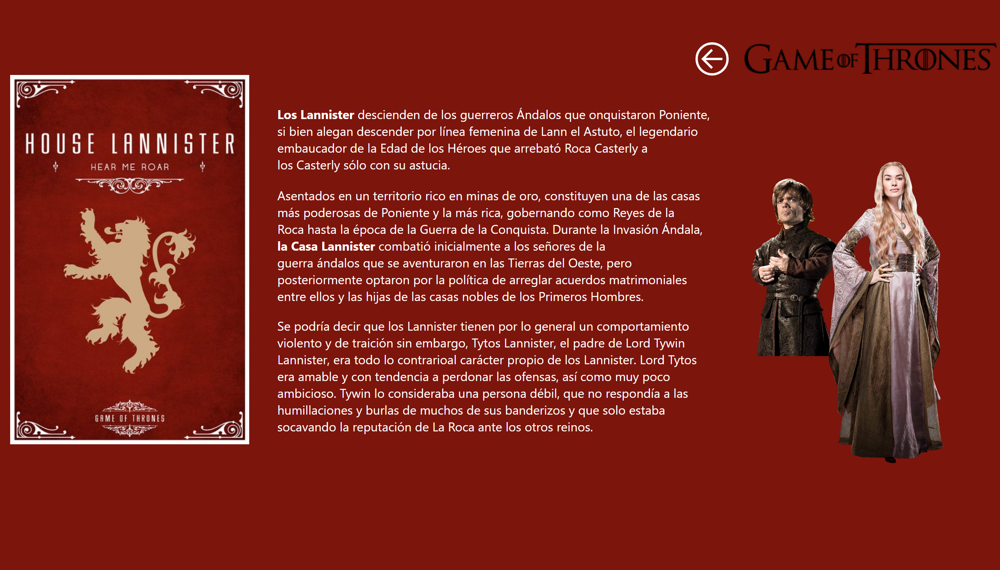 GAME OF THRONES
HOUSE LANNISTER
HEAR ME ROAR
GAME OF THRONES
Los Lannister descienden de los guerreros Ándalos que onquistaron Poniente,
si bien alegan descender por línea femenina de Lann el Astuto, el legendario
embaucador de la Edad de los Héroes que arrebató Roca Casterly a
los Casterly sólo con su astucia.
Asentados en un territorio rico en minas de oro, constituyen una de las casas
más poderosas de Poniente y la más rica, gobernando como Reyes de la
Roca hasta la época de la Guerra de la Conquista. Durante la Invasión Ándala,
la Casa Lannister combatió inicialmente a los señores de la
guerra ándalos que se aventuraron en las Tierras del Oeste, pero
posteriormente optaron por la política de arreglar acuerdos matrimoniales
entre ellos y las hijas de las casas nobles de los Primeros Hombres.
Se podría decir que los Lannister tienen por lo general un comportamiento
violento y de traición sin embargo, Tytos Lannister, el padre de Lord Tywin
Lannister, era todo lo contrarioal carácter propio de los Lannister. Lord Tytos
era amable y con tendencia a perdonar las ofensas, así como muy poco
ambicioso. Tywin lo consideraba una persona débil, que no respondía a las
humillaciones y burlas de muchos de sus banderizos y que solo estaba
socavando la reputación de La Roca ante los otros reinos.